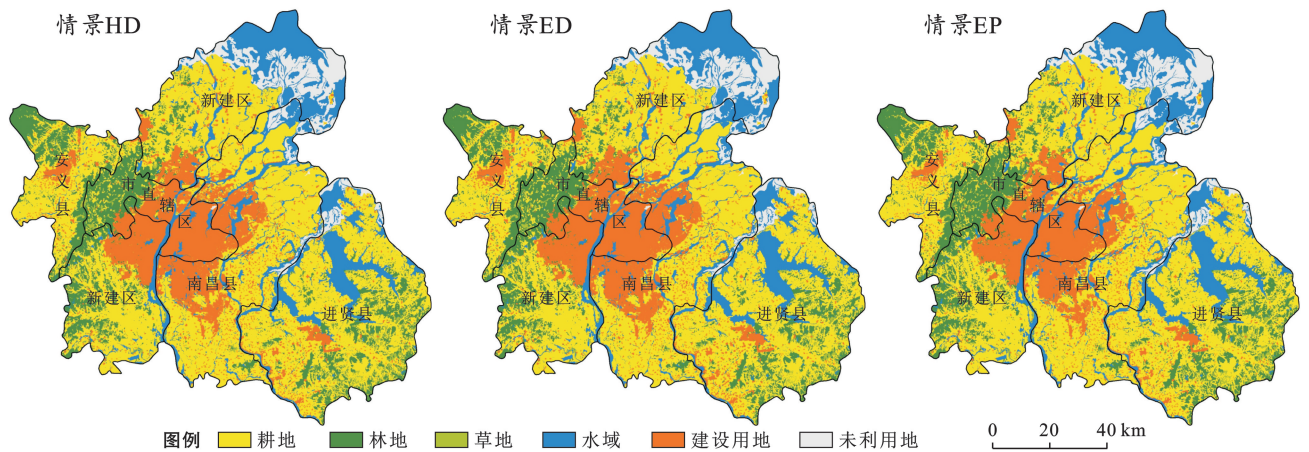 情景HD
新建区
安义县
市直辖区
南昌县
新建区
进贤县
情景ED
新建区
安义县
市直辖区
南昌县
新建区
进贤县
情景EP
新建区
安义县
市直辖区
南昌县
新建区
进贤县
图例 耕地 林地 草地 水域 建设用地 未利用地
0 20 40 km